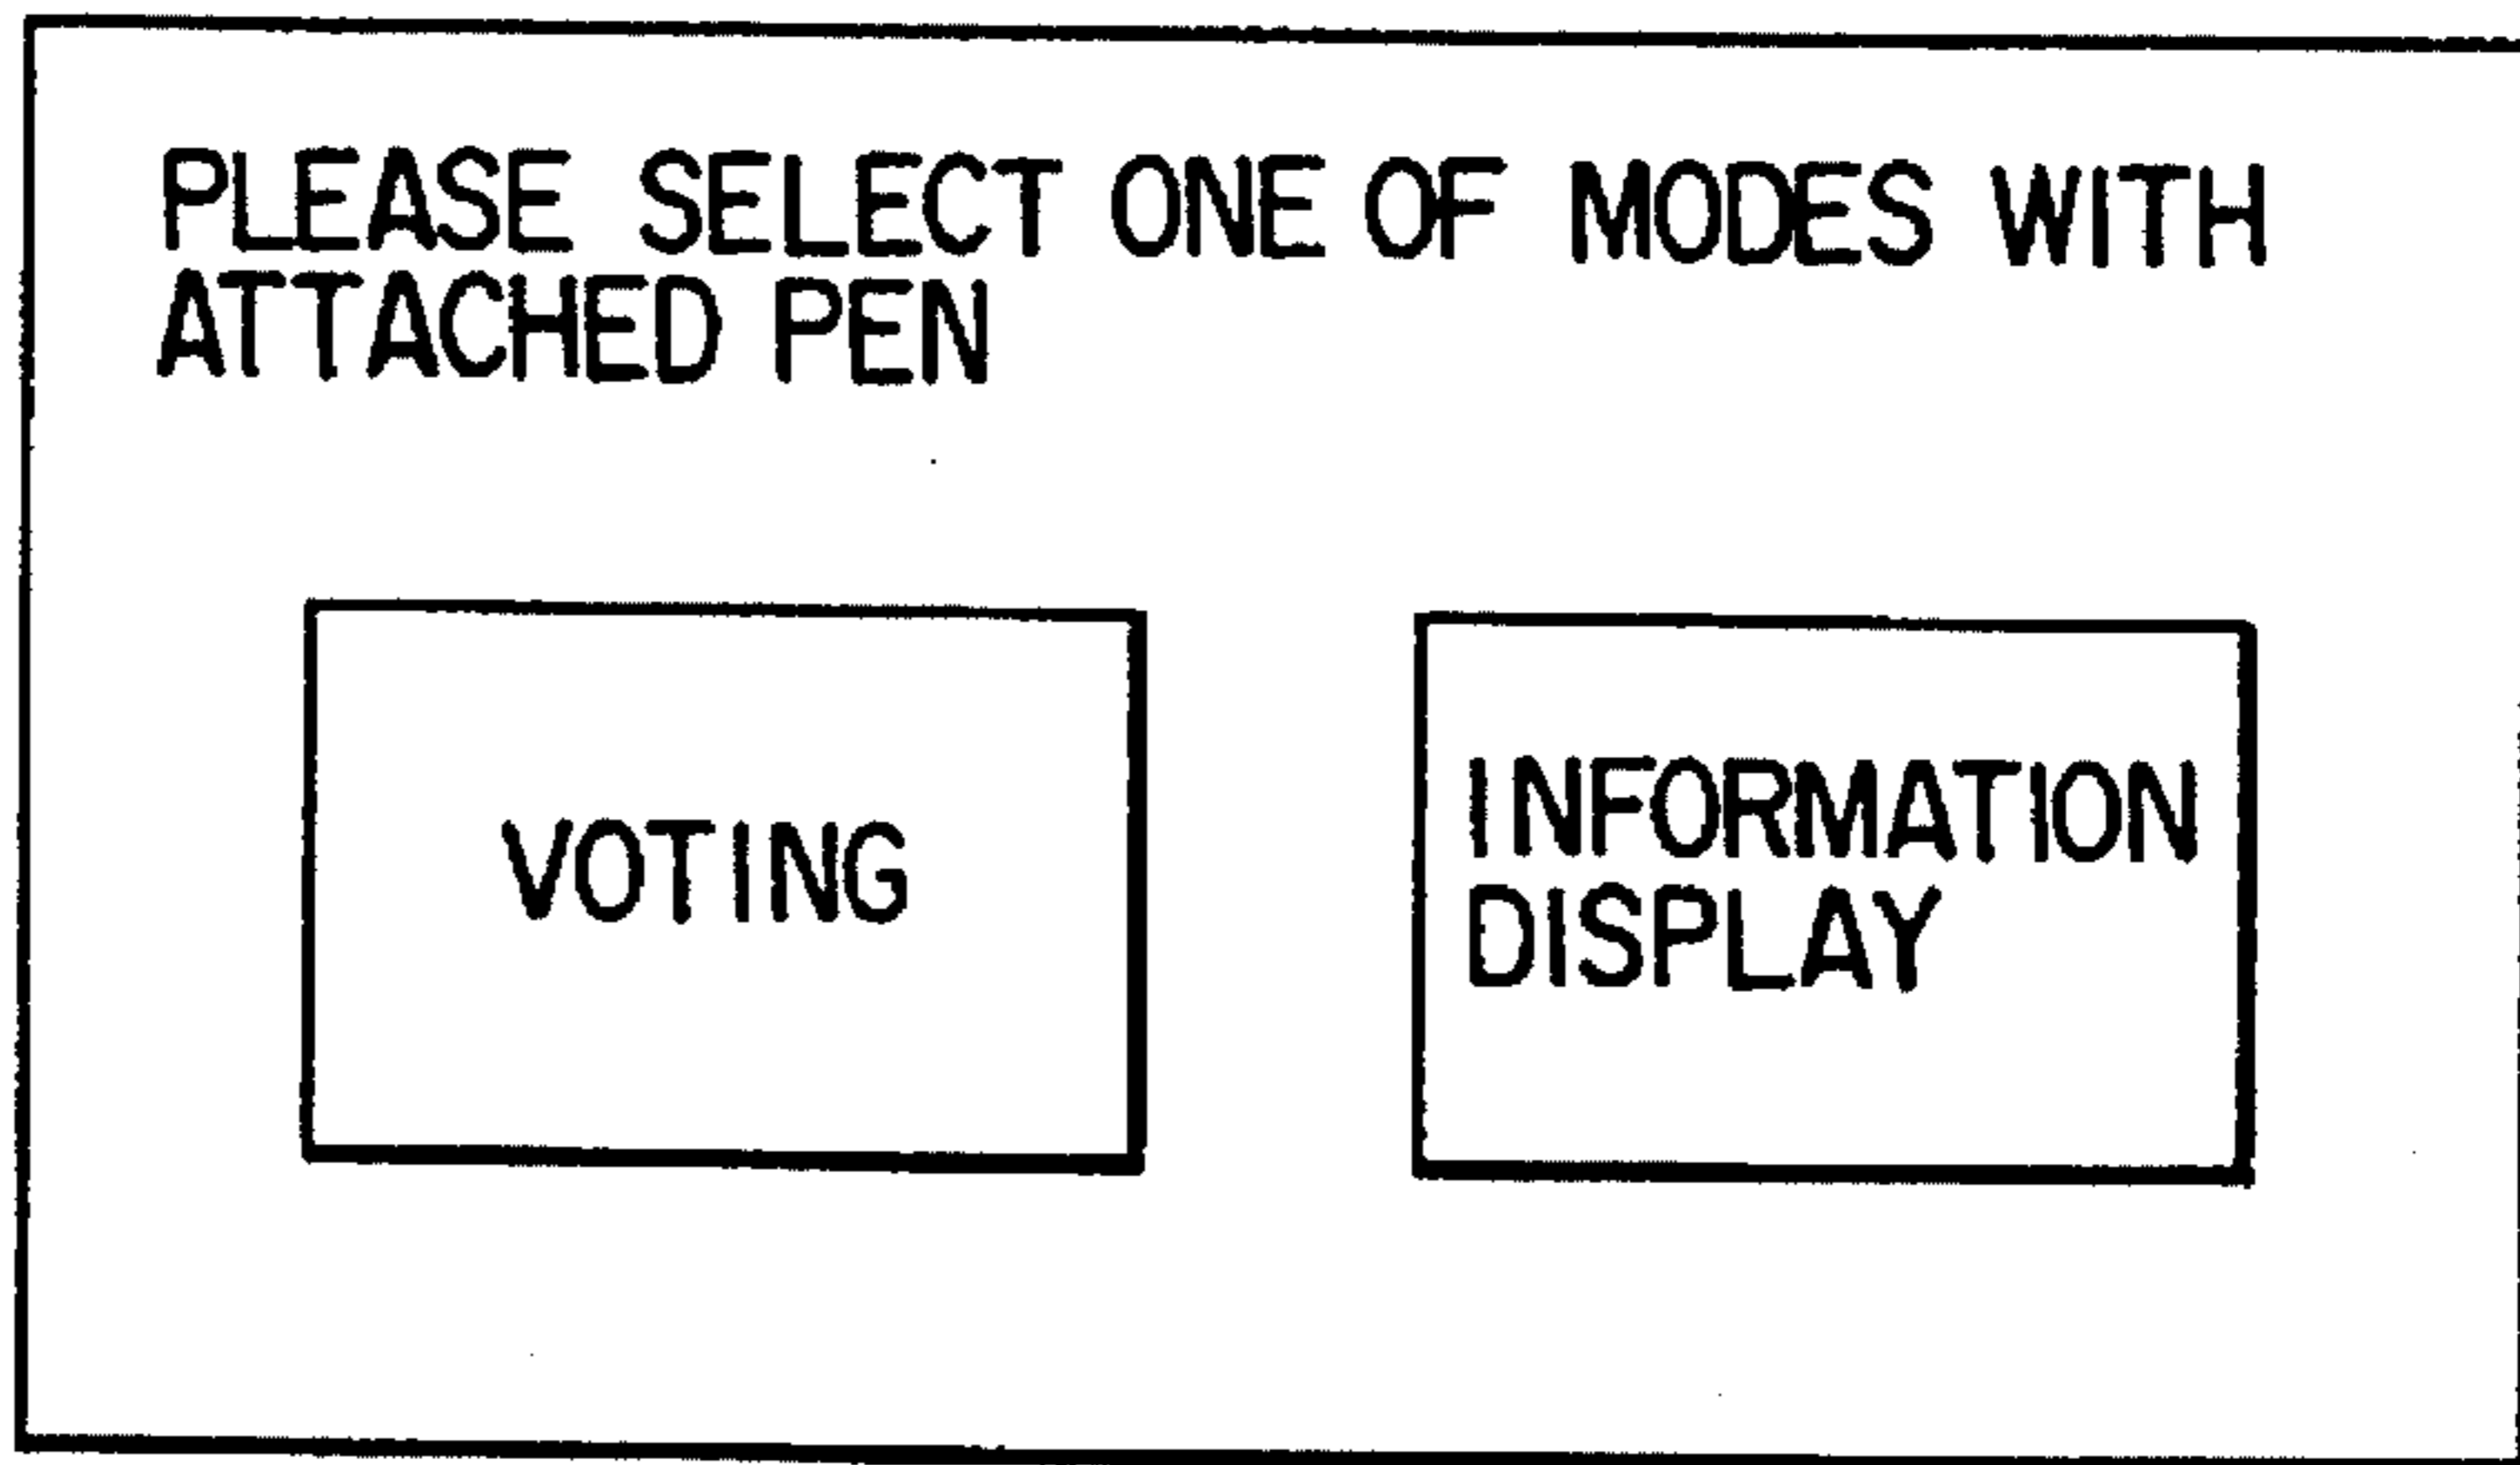 PLEASE SELECT ONE OF MODES WITH
ATTACHED PEN
VOTING
INFORMATION
DISPLAY